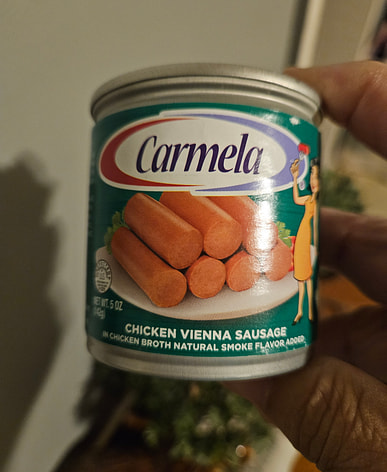 Carmela
NET WT. 5 OZ
(142g)
CHICKEN VIENNA SAUSAGE
IN CHICKEN BROTH NATURAL SMOKE FLAVOR ADDED